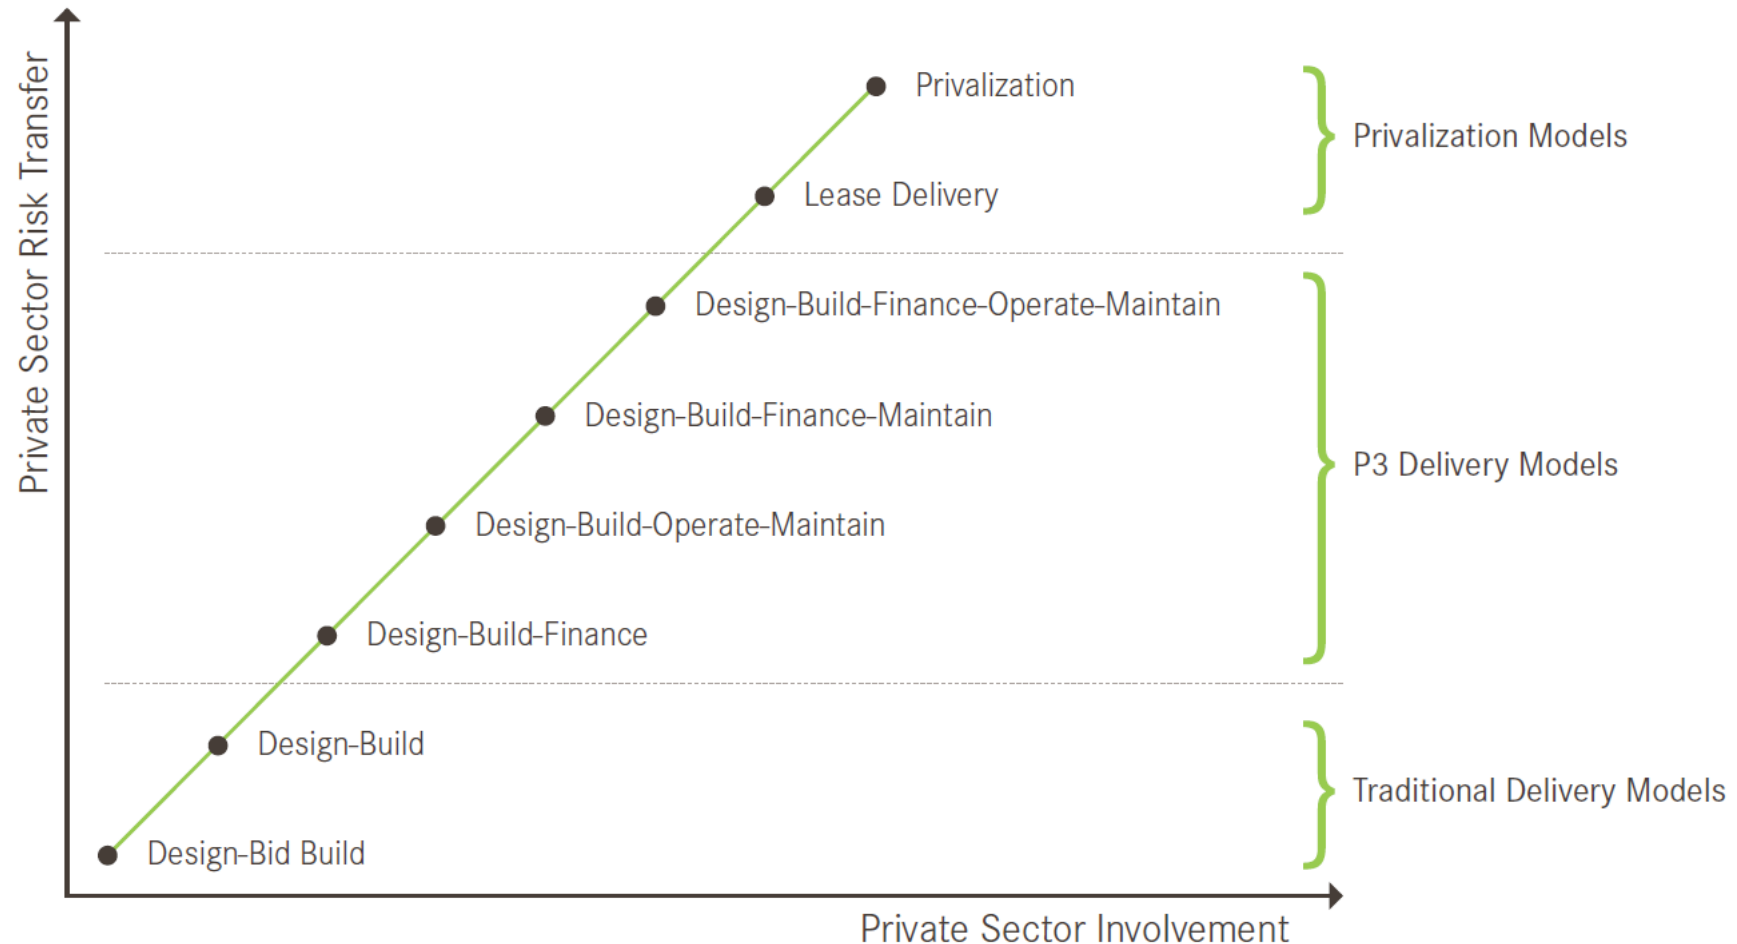 Private Sector Risk Transfer
Privalization
Lease Delivery
Design-Build-Finance-Operate-Maintain
Design-Build-Finance-Maintain
Design-Build-Operate-Maintain
Design-Build-Finance
Design-Build
Design-Bid Build
Privalization Models
P3 Delivery Models
Traditional Delivery Models
Private Sector Involvement